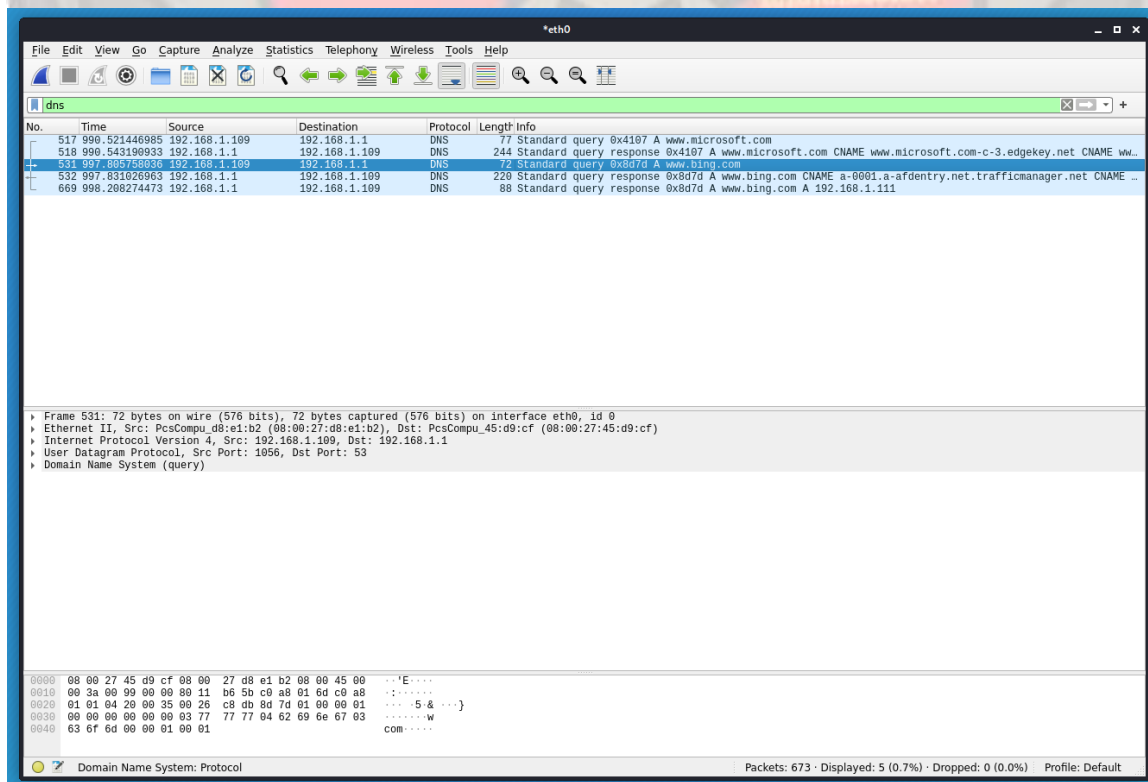 *eth0
File Edit View Go Capture Analyze Statistics Telephony Wireless Tools Help
dns
No. Time Source Destination Protocol Length Info
517 990.521446985 192.168.1.109 192.168.1.1 DNS 77 Standard query 0x4107 A www.microsoft.com
518 990.543190933 192.168.1.1 192.168.1.109 DNS 244 Standard query response 0x4107 A www.microsoft.com CNAME www.microsoft.com-c-3.edgekey.net CNAME ww…
531 997.805758036 192.168.1.109 192.168.1.1 DNS 72 Standard query 0x8d7d A www.bing.com
532 997.831026963 192.168.1.1 192.168.1.109 DNS 220 Standard query response 0x8d7d A www.bing.com CNAME a-0001.a-afdentry.net.trafficmanager.net CNAME …
669 998.208274473 192.168.1.1 192.168.1.109 DNS 88 Standard query response 0x8d7d A www.bing.com A 192.168.1.111
Frame 531: 72 bytes on wire (576 bits), 72 bytes captured (576 bits) on interface eth0, id 0
Ethernet II, Src: PcsCompu_d8:e1:b2 (08:00:27:d8:e1:b2), Dst: PcsCompu_45:d9:cf (08:00:27:45:d9:cf)
Internet Protocol Version 4, Src: 192.168.1.109, Dst: 192.168.1.1
User Datagram Protocol, Src Port: 1056, Dst Port: 53
Domain Name System (query)
0000 08 00 27 45 d9 cf 08 00 27 d8 e1 b2 08 00 45 00 ··'E····
0010 00 3a 00 99 00 00 80 11 b6 5b c0 a8 01 6d c0 a8 ·:······
0020 01 01 04 20 00 35 00 26 c8 db 8d 7d 01 00 00 01 ··· ·5·& ···}
0030 00 00 00 00 00 00 03 77 77 77 04 62 69 6e 67 03 ·······w
0040 63 6f 6d 00 00 01 00 01 com·····
Domain Name System: Protocol Packets: 673 · Displayed: 5 (0.7%) · Dropped: 0 (0.0%) Profile: Default